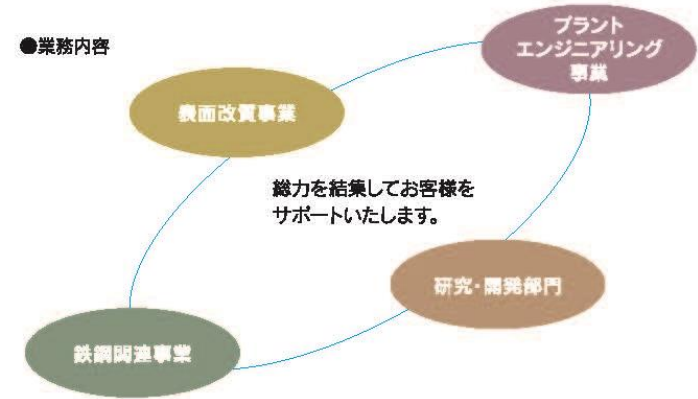 ●業務内容
プラント
エンジニアリング
事業
表面改質事業
総力を結集してお客様を
サポートいたします。
研究・開発部門
鉄鋼関連事業